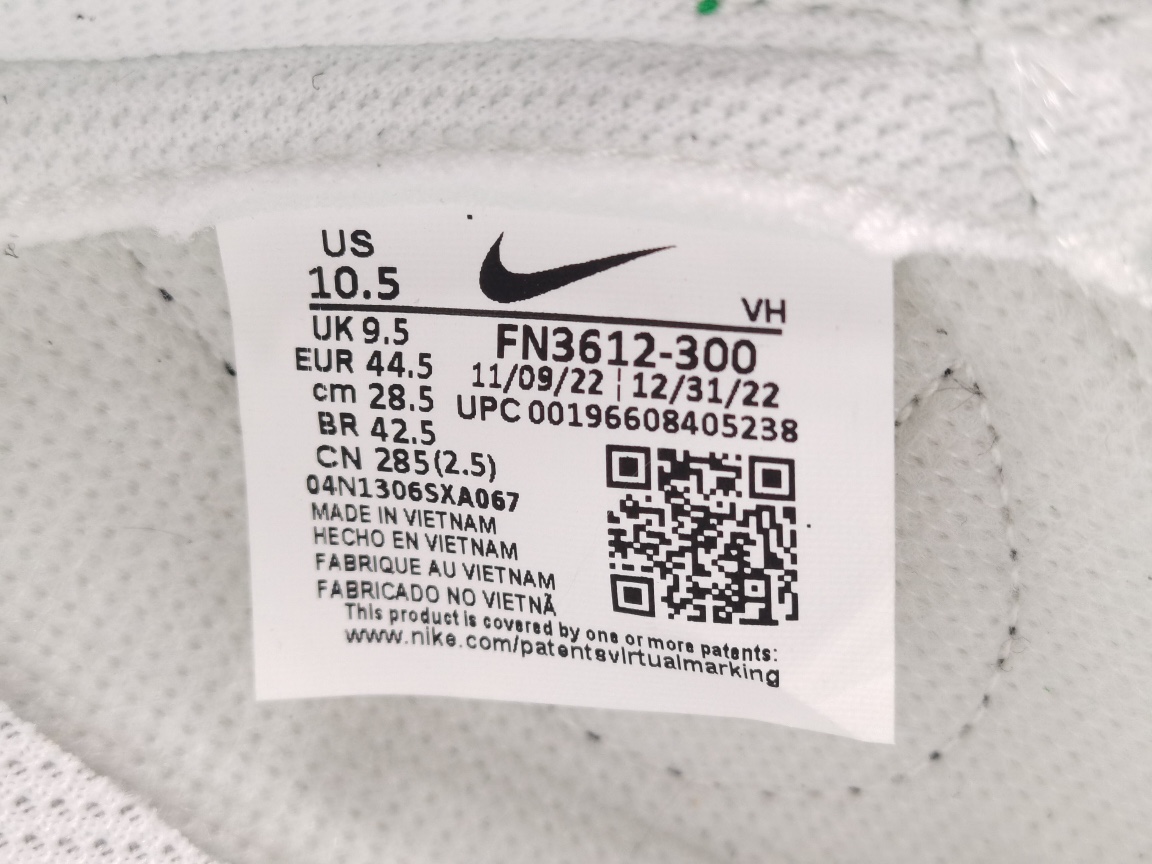 US
10.5
VH
UK 9.5
EUR 44.5
cm 28.5
BR 42.5
CN 285(2.5)
FN3612-300
11/09/22 ¦ 12/31/22
UPC 00196608405238
04N1306SXA067
MADE IN VIETNAM
HECHO EN VIETNAM
FABRIQUE AU VIETNAM
FABRICADO NO VIETNÃ
This product is covered by one or more patents:
www.nike.com/patentsvirtualmarking